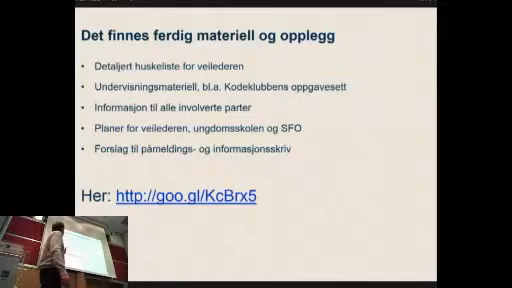 Det finnes ferdig materiell og opplegg
• Detaljert huskeliste for veilederen
• Undervisningsmateriell, bl.a. Kodeklubbens oppgavesett
• Informasjon til alle involverte parter
• Planer for veilederen, ungdomsskolen og SFO
• Forslag til påmeldings- og informasjonsskriv
Her: http://goo.gl/KcBrx5